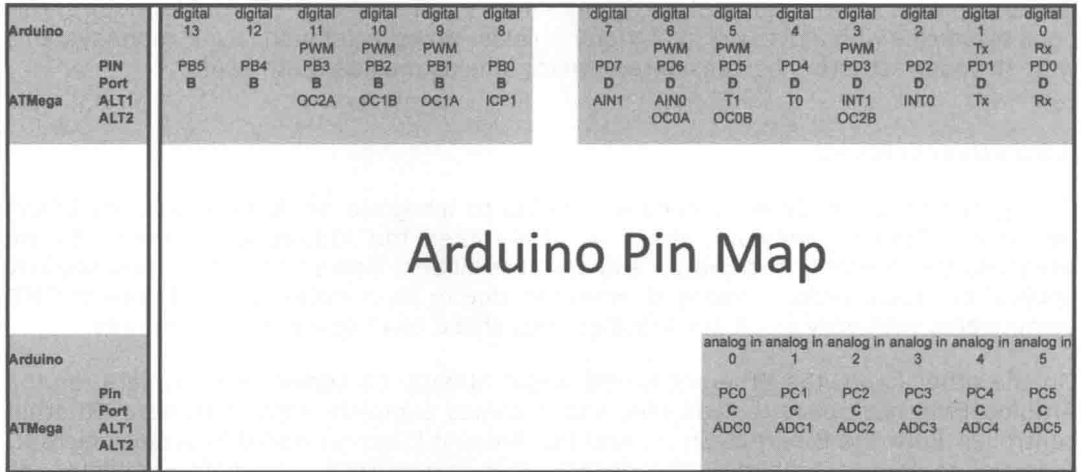 digital digital digital digital digital digital digital digital digital digital digital digital digital digital
Arduino 13 12 11 10 9 8 7 6 5 4 3 2 1 0
PWM PWM PWM PWM PWM PWM Tx Rx
PIN PB5 PB4 PB3 PB2 PB1 PB0 PD7 PD6 PD5 PD4 PD3 PD2 PD1 PD0
Port B B B B B B D D D D D D D D
ATMega ALT1 OC2A OC1B OC1A ICP1 AIN1 AIN0 T1 T0 INT1 INT0 Tx Rx
ALT2 OC0A OC0B OC2B
Arduino Pin Map
analog in analog in analog in analog in analog in analog in
Arduino 0 1 2 3 4 5
Pin PC0 PC1 PC2 PC3 PC4 PC5
Port C C C C C C
ATMega ALT1 ADC0 ADC1 ADC2 ADC3 ADC4 ADC5
ALT2